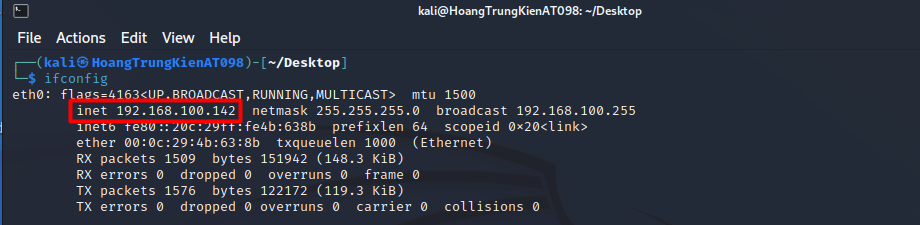 kali@HoangTrungKienAT098: ~/Desktop
File Actions Edit View Help
┌──(kali㉿HoangTrungKienAT098)-[~/Desktop]
└─$ ifconfig
eth0: flags=4163<UP,BROADCAST,RUNNING,MULTICAST> mtu 1500
inet 192.168.100.142 netmask 255.255.255.0 broadcast 192.168.100.255
inet6 fe80::20c:29ff:fe4b:638b prefixlen 64 scopeid 0×20<link>
ether 00:0c:29:4b:63:8b txqueuelen 1000 (Ethernet)
RX packets 1509 bytes 151942 (148.3 KiB)
RX errors 0 dropped 0 overruns 0 frame 0
TX packets 1576 bytes 122172 (119.3 KiB)
TX errors 0 dropped 0 overruns 0 carrier 0 collisions 0